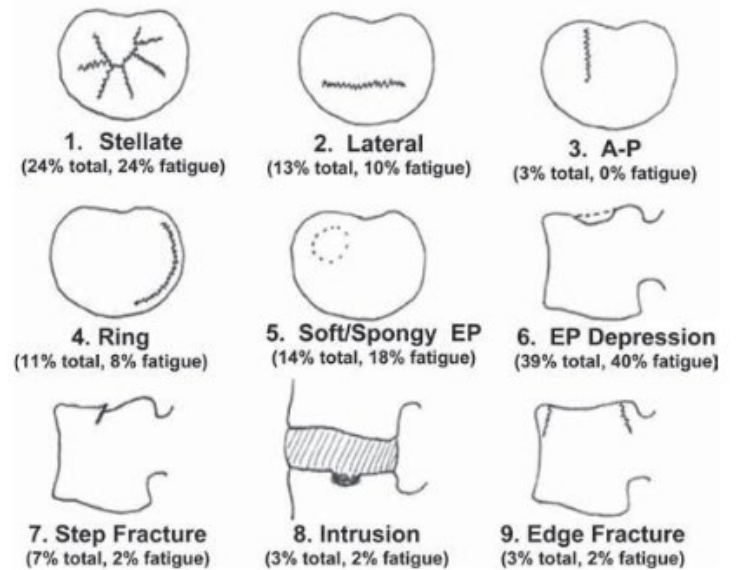 1. Stellate
(24% total, 24% fatigue)
2. Lateral
(13% total, 10% fatigue)
3. A-P
(3% total, 0% fatigue)
4. Ring
(11% total, 8% fatigue)
5. Soft/Spongy EP
(14% total, 18% fatigue)
6. EP Depression
(39% total, 40% fatigue)
7. Step Fracture
(7% total, 2% fatigue)
8. Intrusion
(3% total, 2% fatigue)
9. Edge Fracture
(3% total, 2% fatigue)